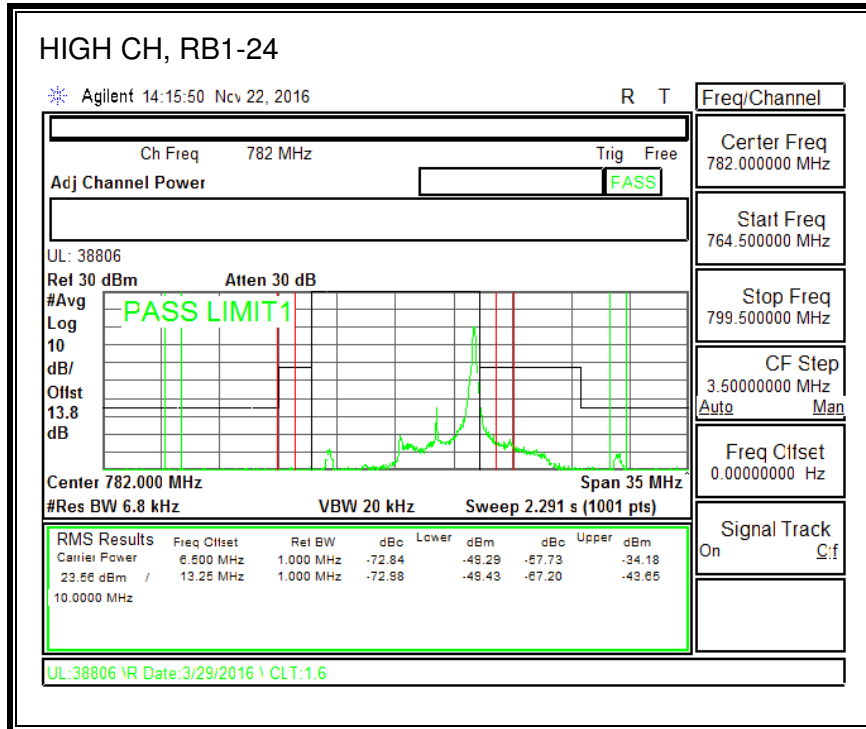 HIGH CH, RB1-24
Agilent 14:15:50 Nov 22, 2016 R T
Freq/Channel
Ch Freq 782 MHz Trig Free
Adj Channel Power PASS
UL: 38806
Ref 30 dBm Atten 30 dB
#Avg
Log
10
dB/
Offst
13.8
dB
PASS LIMIT1
Center 782.000 MHz Span 35 MHz
#Res BW 6.8 kHz VBW 20 kHz Sweep 2.291 s (1001 pts)
RMS Results Freq Offset Ref BW dBc Lower dBm dBc Upper dBm
Carrier Power 6.500 MHz 1.000 MHz -72.84 -49.29 -57.73 -34.18
23.56 dBm / 13.25 MHz 1.000 MHz -72.98 -49.43 -67.20 -43.65
10.0000 MHz
UL:38806 \R Date:3/29/2016 \ CLT:1.6
Center Freq
782.000000 MHz
Start Freq
764.500000 MHz
Stop Freq
799.500000 MHz
CF Step
3.50000000 MHz
Auto Man
Freq Offset
0.00000000 Hz
Signal Track
On Off